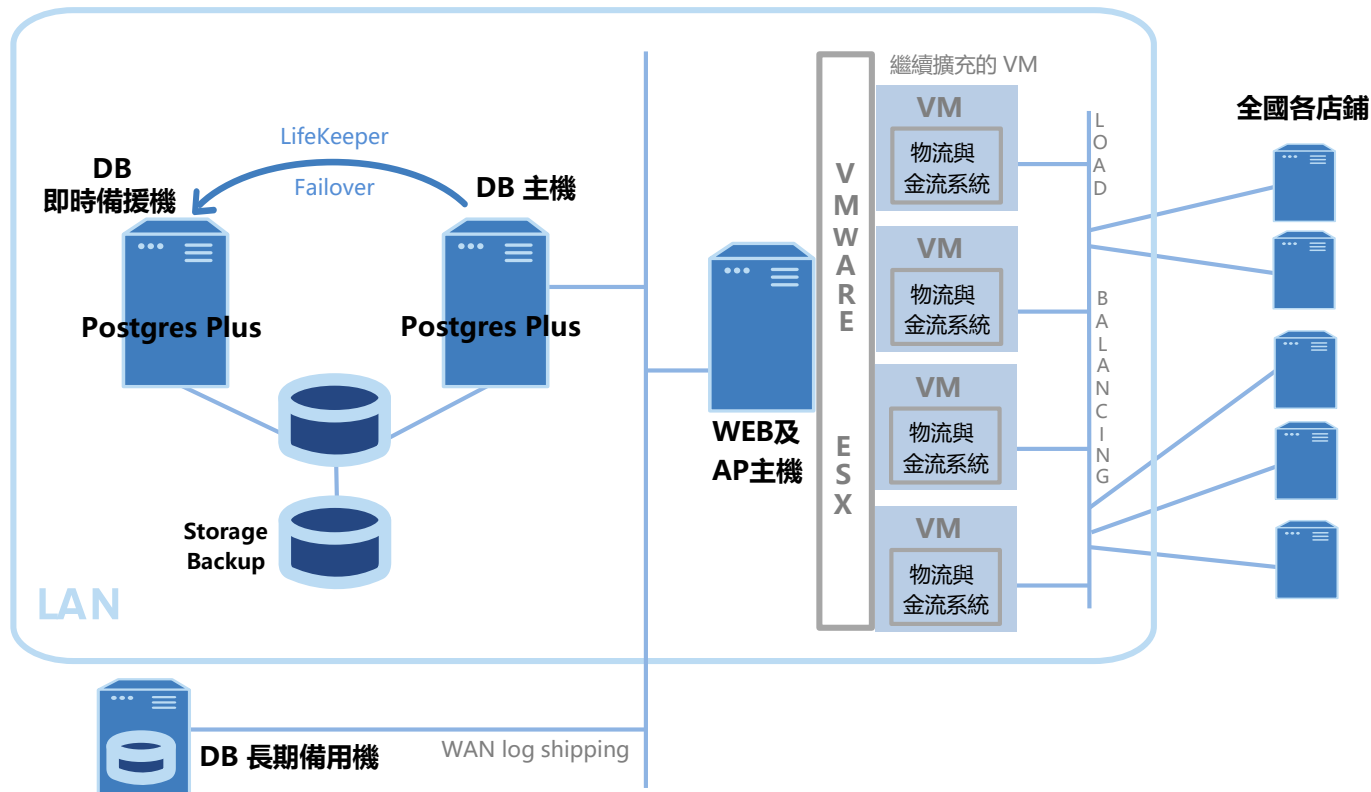 繼續擴充的 VM
全國各店鋪
LifeKeeper
Failover
DB
即時備援機
DB 主機
Postgres Plus
Postgres Plus
Storage
Backup
WEB及
AP主機
VMWARE ESX
VM
物流與
金流系統
VM
物流與
金流系統
VM
物流與
金流系統
VM
物流與
金流系統
LOAD BALANCING
LAN
DB 長期備用機
WAN log shipping